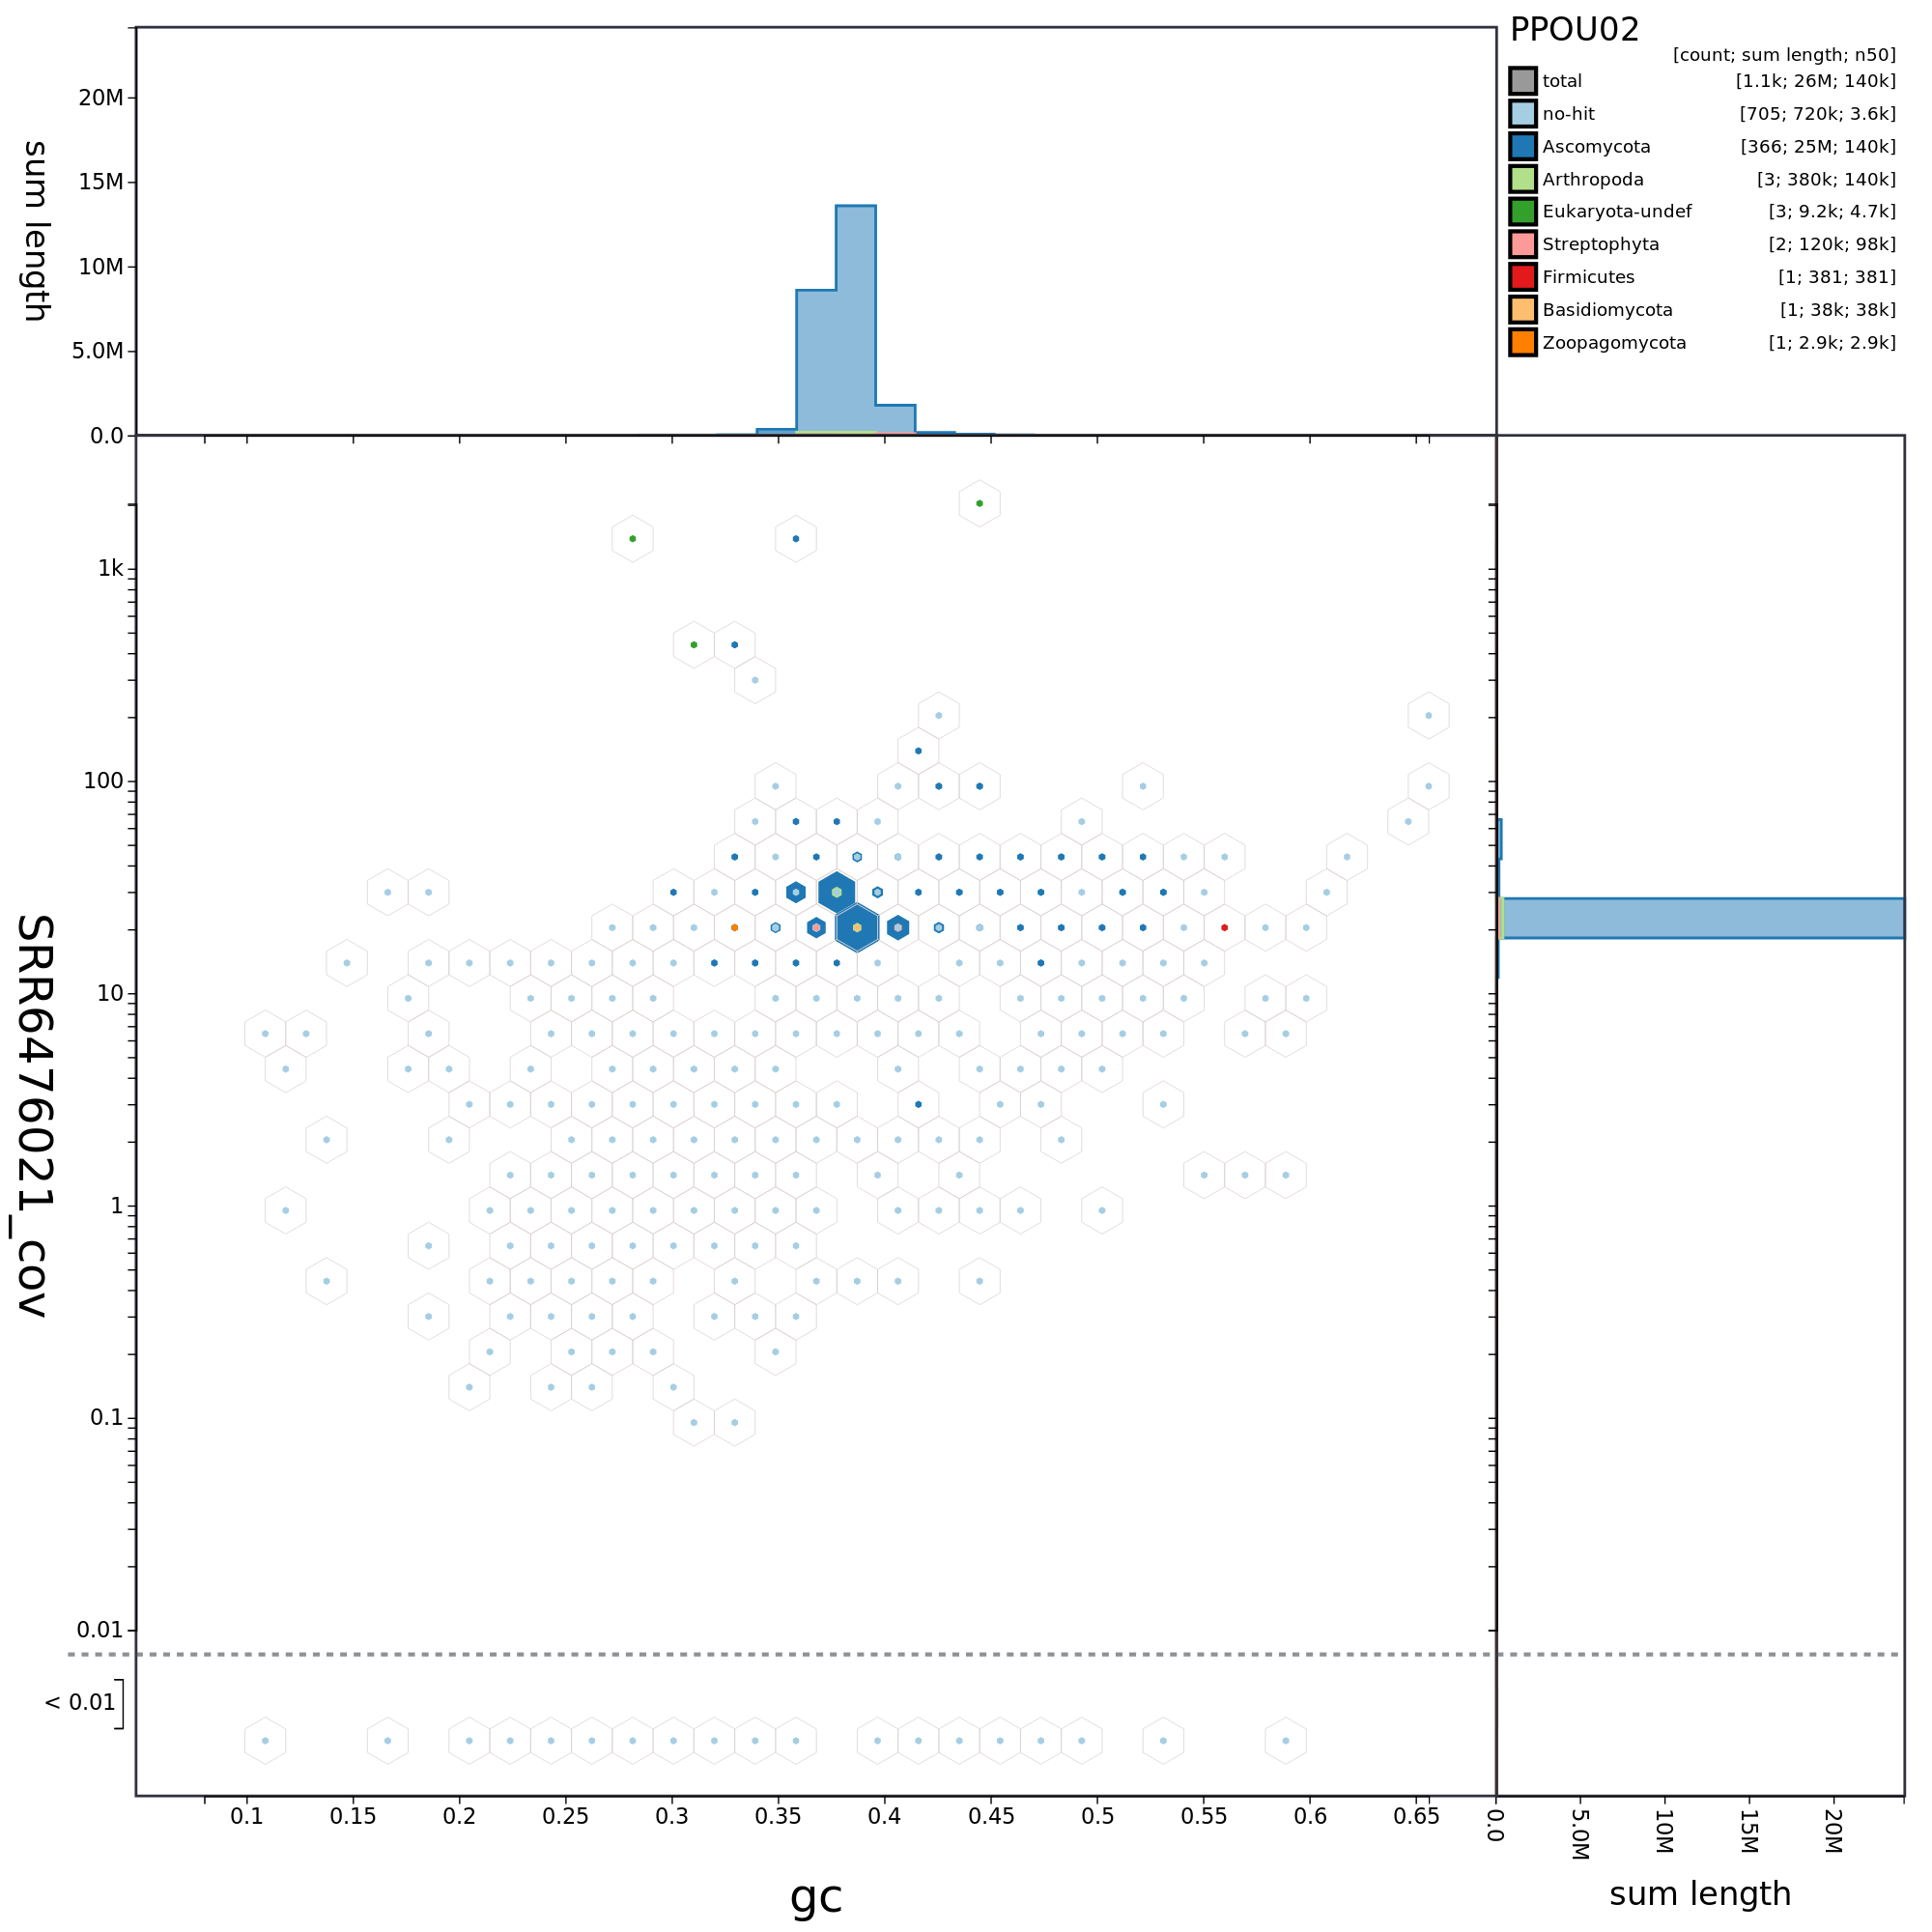 PPOU02
[count; sum length; n50]
total [1.1k; 26M; 140k]
no-hit [705; 720k; 3.6k]
Ascomycota [366; 25M; 140k]
Arthropoda [3; 380k; 140k]
Eukaryota-undef [3; 9.2k; 4.7k]
Streptophyta [2; 120k; 98k]
Firmicutes [1; 381; 381]
Basidiomycota [1; 38k; 38k]
Zoopagomycota [1; 2.9k; 2.9k]
sum length
20M
15M
10M
5.0M
0.0
SRR6476021_cov
1k
100
10
1
0.1
0.01
< 0.01
0.1 0.15 0.2 0.25 0.3 0.35 0.4 0.45 0.5 0.55 0.6 0.65
gc
0.0 5.0M 10M 15M 20M
sum length